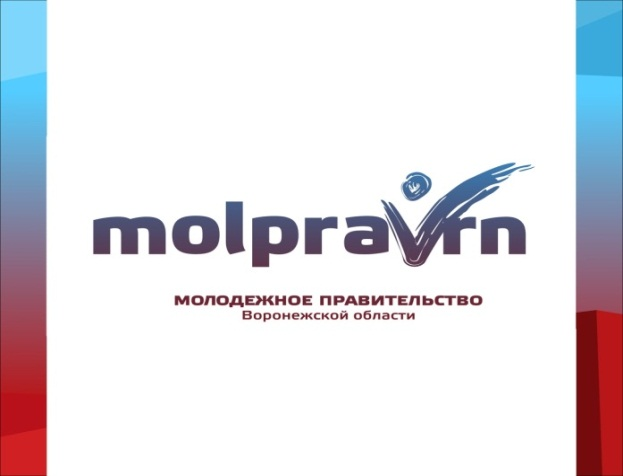 molpravrn
МОЛОДЕЖНОЕ ПРАВИТЕЛЬСТВО
Воронежской области